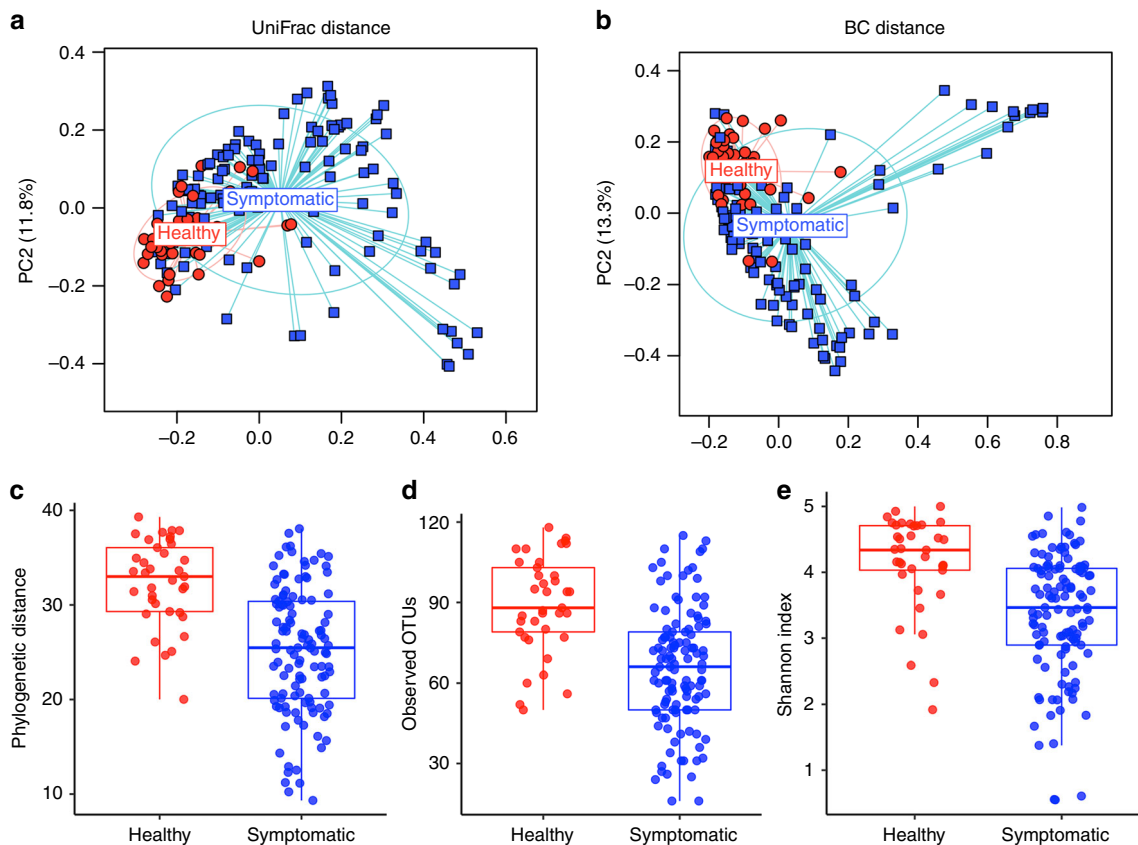 a
UniFrac distance
0.4
0.2
0.0
−0.2
−0.4
PC2 (11.8%)
Symptomatic
Healthy
−0.2
0.0
0.2
0.4
0.6
b
BC distance
0.4
0.2
0.0
−0.2
−0.4
PC2 (13.3%)
Healthy
Symptomatic
−0.2
0.0
0.2
0.4
0.6
0.8
c
40
30
20
10
Phylogenetic distance
Healthy
Symptomatic
d
120
90
60
30
Observed OTUs
Healthy
Symptomatic
e
5
4
3
2
1
Shannon index
Healthy
Symptomatic